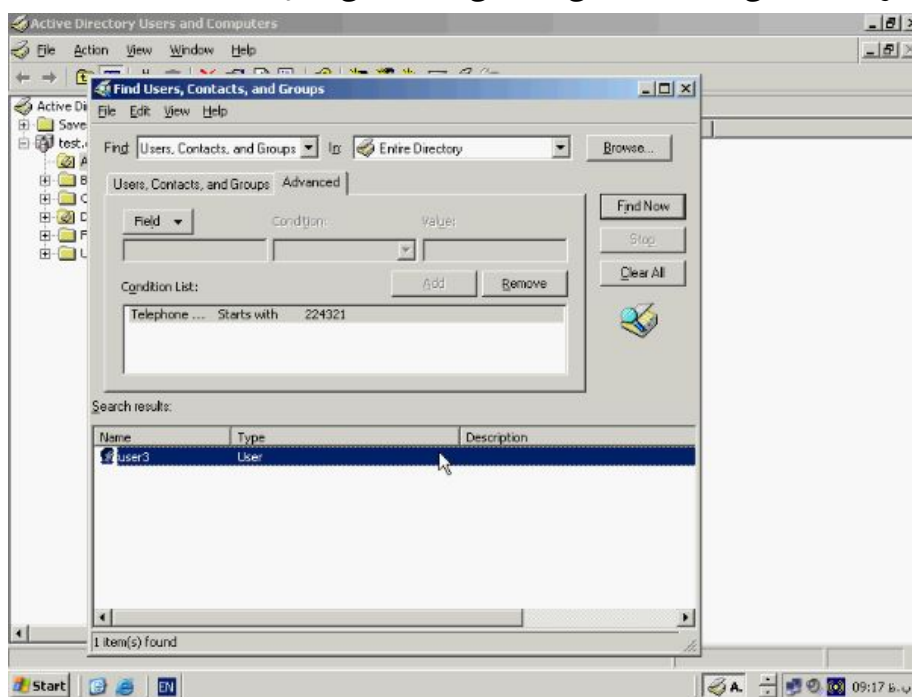 Active Directory Users and Computers
File Action View Window Help
Find Users, Contacts, and Groups
Active Di
File Edit View Help
Save
test.
Find: Users, Contacts, and Groups In: Entire Directory Browse...
Users, Contacts, and Groups Advanced
Field Condition: Value:
Find Now
Stop
Add Remove
Clear All
Condition List:
Telephone ... Starts with 224321
Search results:
Name Type Description
user3 User
1 item(s) found
Start EN A. 09:17